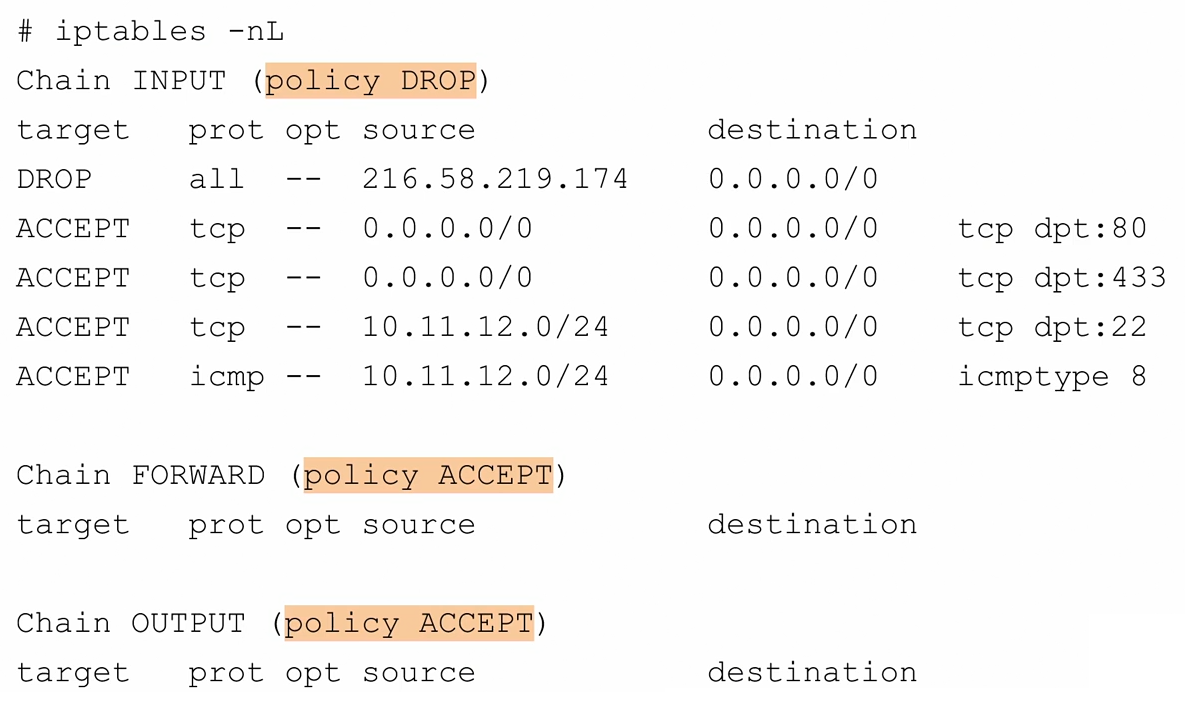 # iptables -nL
Chain INPUT (policy DROP)
target prot opt source destination
DROP all -- 216.58.219.174 0.0.0.0/0
ACCEPT tcp -- 0.0.0.0/0 0.0.0.0/0 tcp dpt:80
ACCEPT tcp -- 0.0.0.0/0 0.0.0.0/0 tcp dpt:433
ACCEPT tcp -- 10.11.12.0/24 0.0.0.0/0 tcp dpt:22
ACCEPT icmp -- 10.11.12.0/24 0.0.0.0/0 icmptype 8
Chain FORWARD (policy ACCEPT)
target prot opt source destination
Chain OUTPUT (policy ACCEPT)
target prot opt source destination